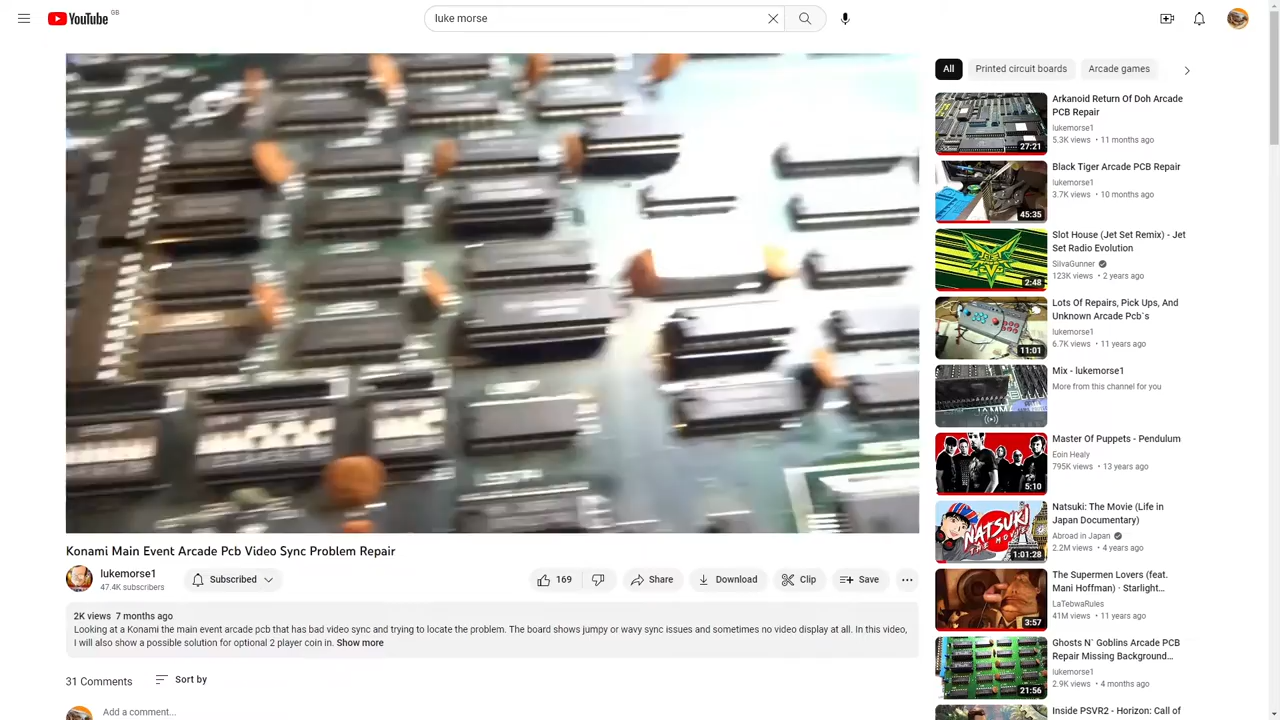 YouTube GB
luke morse
Konami Main Event Arcade Pcb Video Sync Problem Repair
lukemorse1
47.4K subscribers
Subscribed
169
Share
Download
Clip
Save
2K views 7 months ago
Looking at a Konami the main event arcade pcb that has bad video sync and trying to locate the problem. The board shows jumpy or wavy sync issues and sometimes no video display at all. In this video,
I will also show a possible solution for optional 2 player coin in. Show more
31 Comments
Sort by
Add a comment...
All
Printed circuit boards
Arcade games
27:21
Arkanoid Return Of Doh Arcade
PCB Repair
lukemorse1
5.3K views • 11 months ago
45:35
Black Tiger Arcade PCB Repair
lukemorse1
3.7K views • 10 months ago
2:48
Slot House (Jet Set Remix) - Jet
Set Radio Evolution
SilvaGunner
123K views • 2 years ago
11:01
Lots Of Repairs, Pick Ups, And
Unknown Arcade Pcb`s
lukemorse1
6.7K views • 11 years ago
Mix - lukemorse1
More from this channel for you
5:10
Master Of Puppets - Pendulum
Eoin Healy
795K views • 13 years ago
NATSUKI
THE MOVIE
1:01:28
Natsuki: The Movie (Life in
Japan Documentary)
Abroad in Japan
2.2M views • 4 years ago
3:57
The Supermen Lovers (feat.
Mani Hoffman) · Starlight...
LaTebwaRules
41M views • 11 years ago
21:56
Ghosts N` Goblins Arcade PCB
Repair Missing Background...
lukemorse1
2.9K views • 4 months ago
Inside PSVR2 - Horizon: Call of